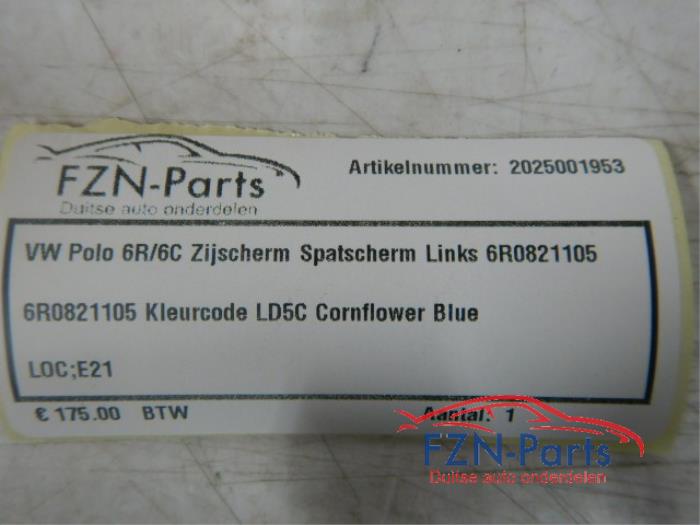 FZN-Parts
Duitse auto onderdelen
Artikelnummer: 2025001953
VW Polo 6R/6C Zijscherm Spatscherm Links 6R0821105
6R0821105 Kleurcode LD5C Cornflower Blue
LOC;E21
€ 175.00 BTW
Aantal: 1
FZN-Parts
Duitse auto onderdelen